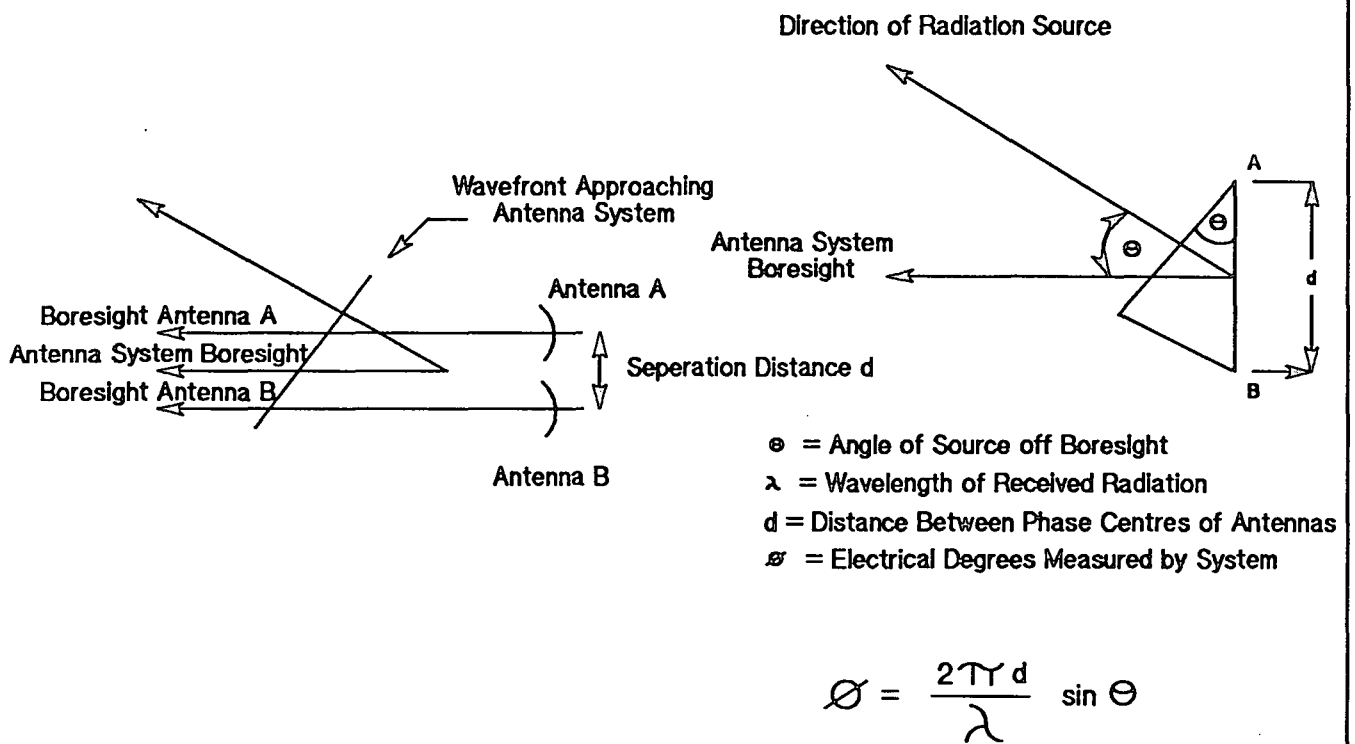 Direction of Radiation Source
Wavefront Approaching
Antenna System
Antenna A
Boresight Antenna A
Antenna System Boresight
Boresight Antenna B
Seperation Distance d
Antenna B
A
Θ
Antenna System
Boresight
Θ
d
B
Θ = Angle of Source off Boresight
λ = Wavelength of Received Radiation
d = Distance Between Phase Centres of Antennas
Ø = Electrical Degrees Measured by System
Ø = 2π d / λ sin Θ